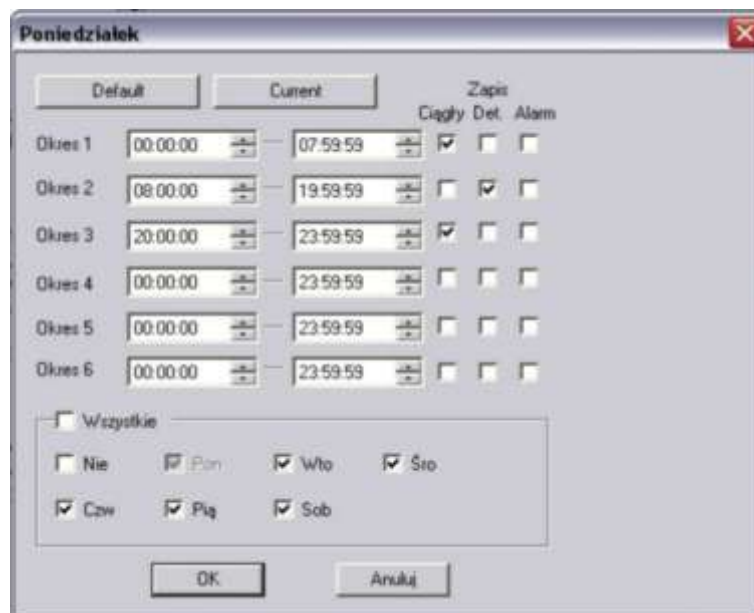 Poniedziałek
Default Current Zapis
Ciągły Det. Alarm
Okres 1 00:00:00 07:59:59
Okres 2 08:00:00 19:59:59
Okres 3 20:00:00 23:59:59
Okres 4 00:00:00 23:59:59
Okres 5 00:00:00 23:59:59
Okres 6 00:00:00 23:59:59
Wszystkie
Nie Pon Wto Śro
Czw Pią Sob
OK Anuluj